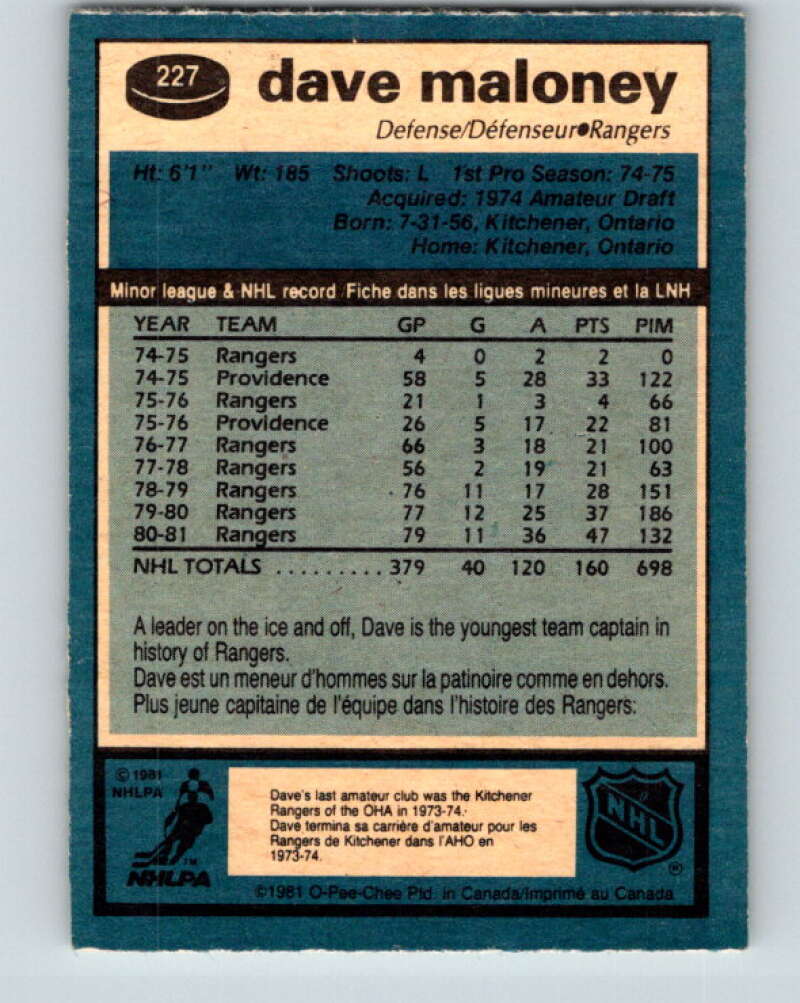 227
dave maloney
Defense/Défenseur●Rangers
Ht: 6'1" Wt: 185 Shoots: L 1st Pro Season: 74-75
Acquired: 1974 Amateur Draft
Born: 7-31-56, Kitchener, Ontario
Home: Kitchener, Ontario
Minor league & NHL record/Fiche dans les ligues mineures et la LNH
YEAR TEAM GP G A PTS PIM
74-75 Rangers 4 0 2 2 0
74-75 Providence 58 5 28 33 122
75-76 Rangers 21 1 3 4 66
75-76 Providence 26 5 17 22 81
76-77 Rangers 66 3 18 21 100
77-78 Rangers 56 2 19 21 63
78-79 Rangers 76 11 17 28 151
79-80 Rangers 77 12 25 37 186
80-81 Rangers 79 11 36 47 132
NHL TOTALS ......... 379 40 120 160 698
A leader on the ice and off, Dave is the youngest team captain in
history of Rangers.
Dave est un meneur d'hommes sur la patinoire comme en dehors.
Plus jeune capitaine de l'équipe dans l'histoire des Rangers:
© 1981
NHLPA
Dave's last amateur club was the Kitchener
Rangers of the OHA in 1973-74.
Dave termina sa carrière d'amateur pour les
Rangers de Kitchener dans l'AHO en
1973-74.
TM
NHLPA
NHL
®
©1981 O-Pee-Chee Ptd. in Canada/Imprimé au Canada